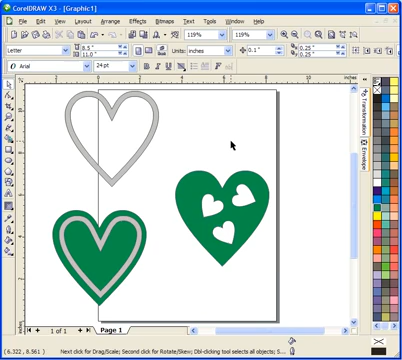 CorelDRAW X3 - [Graphic1]
File Edit View Layout Arrange Effects Bitmaps Text Tools Window Help
119% 119%
Letter 8.5" 11.0" Units: inches 0.1" 0.25" 0.25"
Arial 24 pt
inches
Transformation
Envelope
1 of 1 Page 1
Next click for Drag/Scale; Second click for Rotate/Skew; Dbl-clicking tool selects all objects; S...
( 6.322, 8.561 )